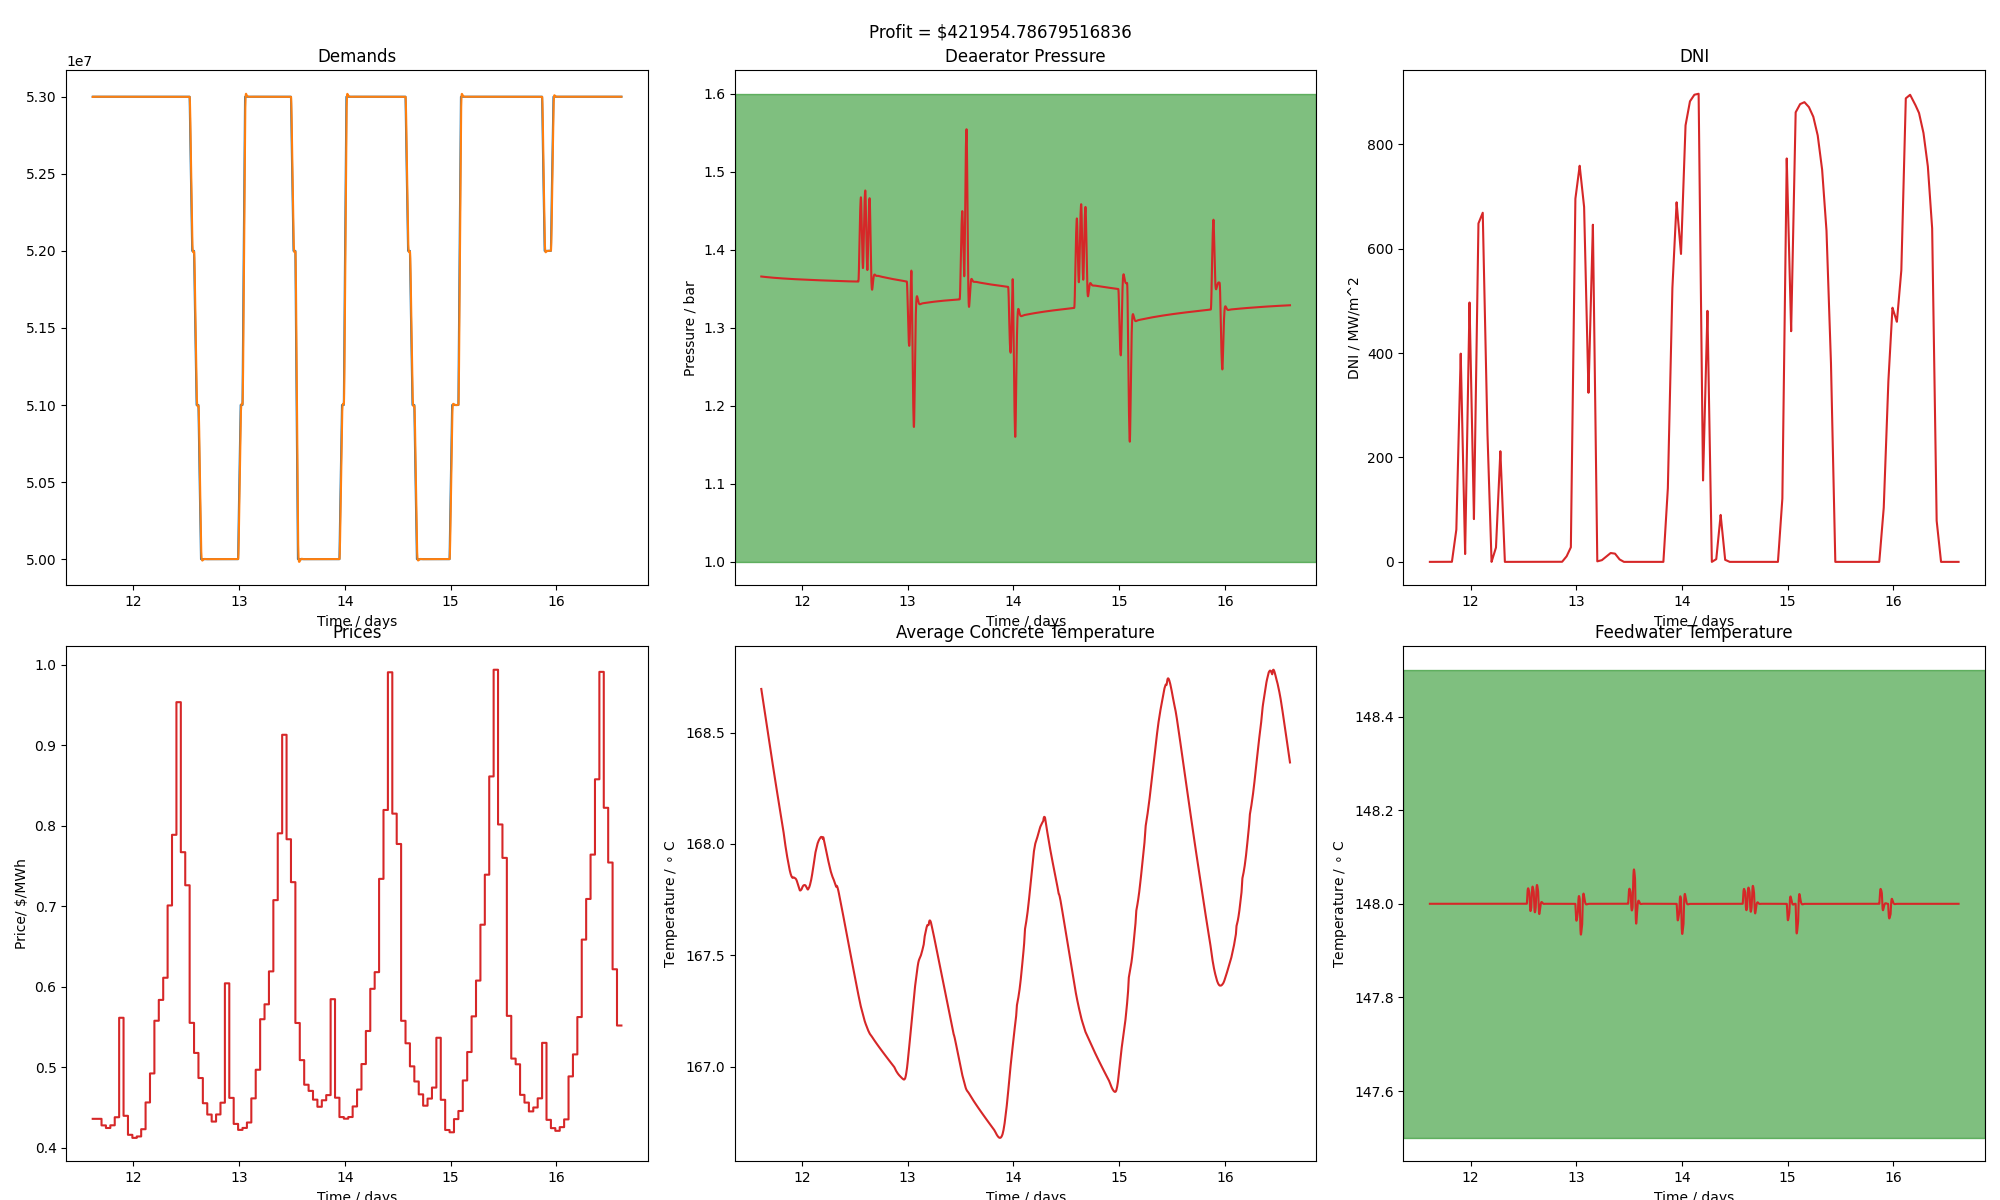 Profit = $421954.78679516836
Demands
1e7
5.30
5.25
5.20
5.15
5.10
5.05
5.00
12 13 14 15 16
Time / days
Deaerator Pressure
Pressure / bar
1.6
1.5
1.4
1.3
1.2
1.1
1.0
12 13 14 15 16
Time / days
DNI
DNI / MW/m^2
800
600
400
200
0
12 13 14 15 16
Time / days
Prices
Price/ $/MWh
1.0
0.9
0.8
0.7
0.6
0.5
0.4
12 13 14 15 16
Time / days
Average Concrete Temperature
Temperature / ∘ C
168.5
168.0
167.5
167.0
12 13 14 15 16
Time / days
Feedwater Temperature
Temperature / ∘ C
148.4
148.2
148.0
147.8
147.6
12 13 14 15 16
Time / days